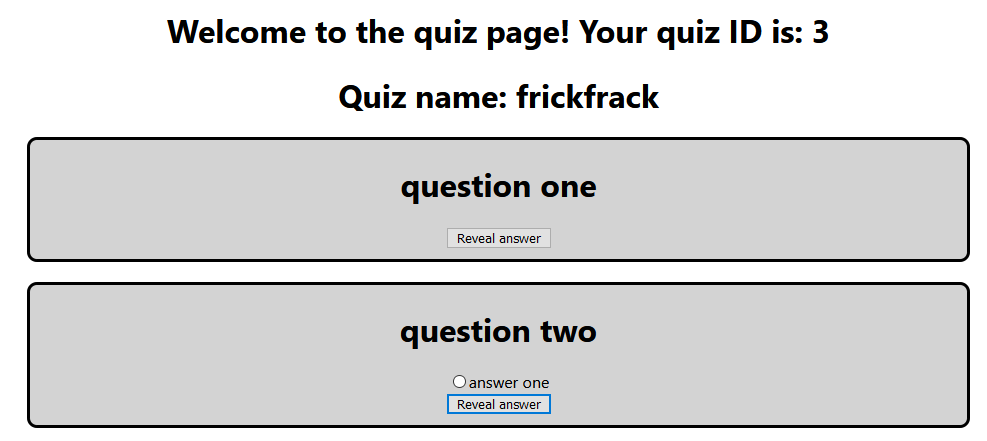 Welcome to the quiz page! Your quiz ID is: 3
Quiz name: frickfrack
question one
Reveal answer
question two
answer one
Reveal answer